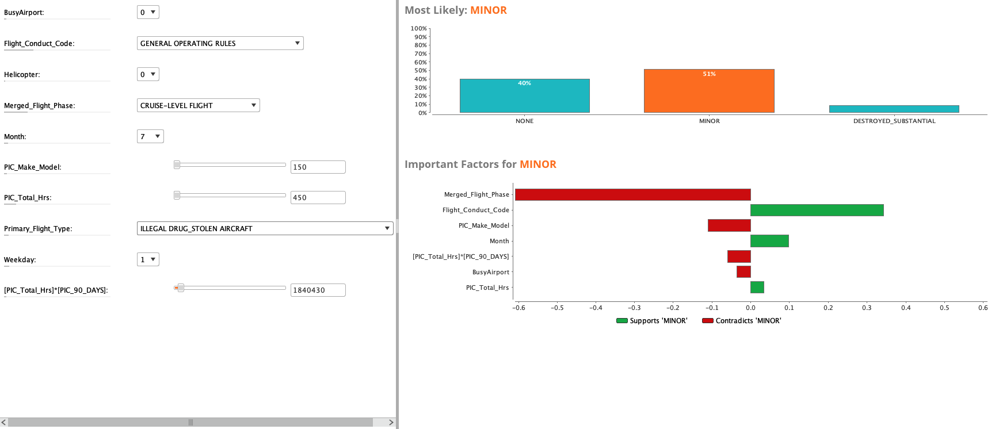 BusyAirport: 0
Flight_Conduct_Code: GENERAL OPERATING RULES
Helicopter: 0
Merged_Flight_Phase: CRUISE-LEVEL FLIGHT
Month: 7
PIC_Make_Model: 150
PIC_Total_Hrs: 450
Primary_Flight_Type: ILLEGAL DRUG_STOLEN AIRCRAFT
Weekday: 1
[PIC_Total_Hrs]*[PIC_90_DAYS]: 1840430
Most Likely: MINOR
100%
90%
80%
70%
60%
50%
40%
30%
20%
10%
0%
40%
51%
NONE MINOR DESTROYED_SUBSTANTIAL
Important Factors for MINOR
Merged_Flight_Phase
Flight_Conduct_Code
PIC_Make_Model
Month
[PIC_Total_Hrs]*[PIC_90_DAYS]
BusyAirport
PIC_Total_Hrs
-0.6 -0.5 -0.4 -0.3 -0.2 -0.1 0.0 0.1 0.2 0.3 0.4 0.5 0.6
Supports 'MINOR' Contradicts 'MINOR'